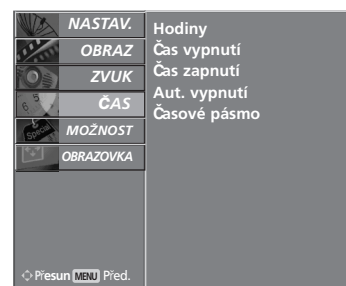 NASTAV.
OBRAZ
ZVUK
ČAS
MOŽNOST
OBRAZOVKA
Hodiny
Čas vypnutí
Čas zapnutí
Aut. vypnutí
Časové pásmo
Přesun MENU Před.